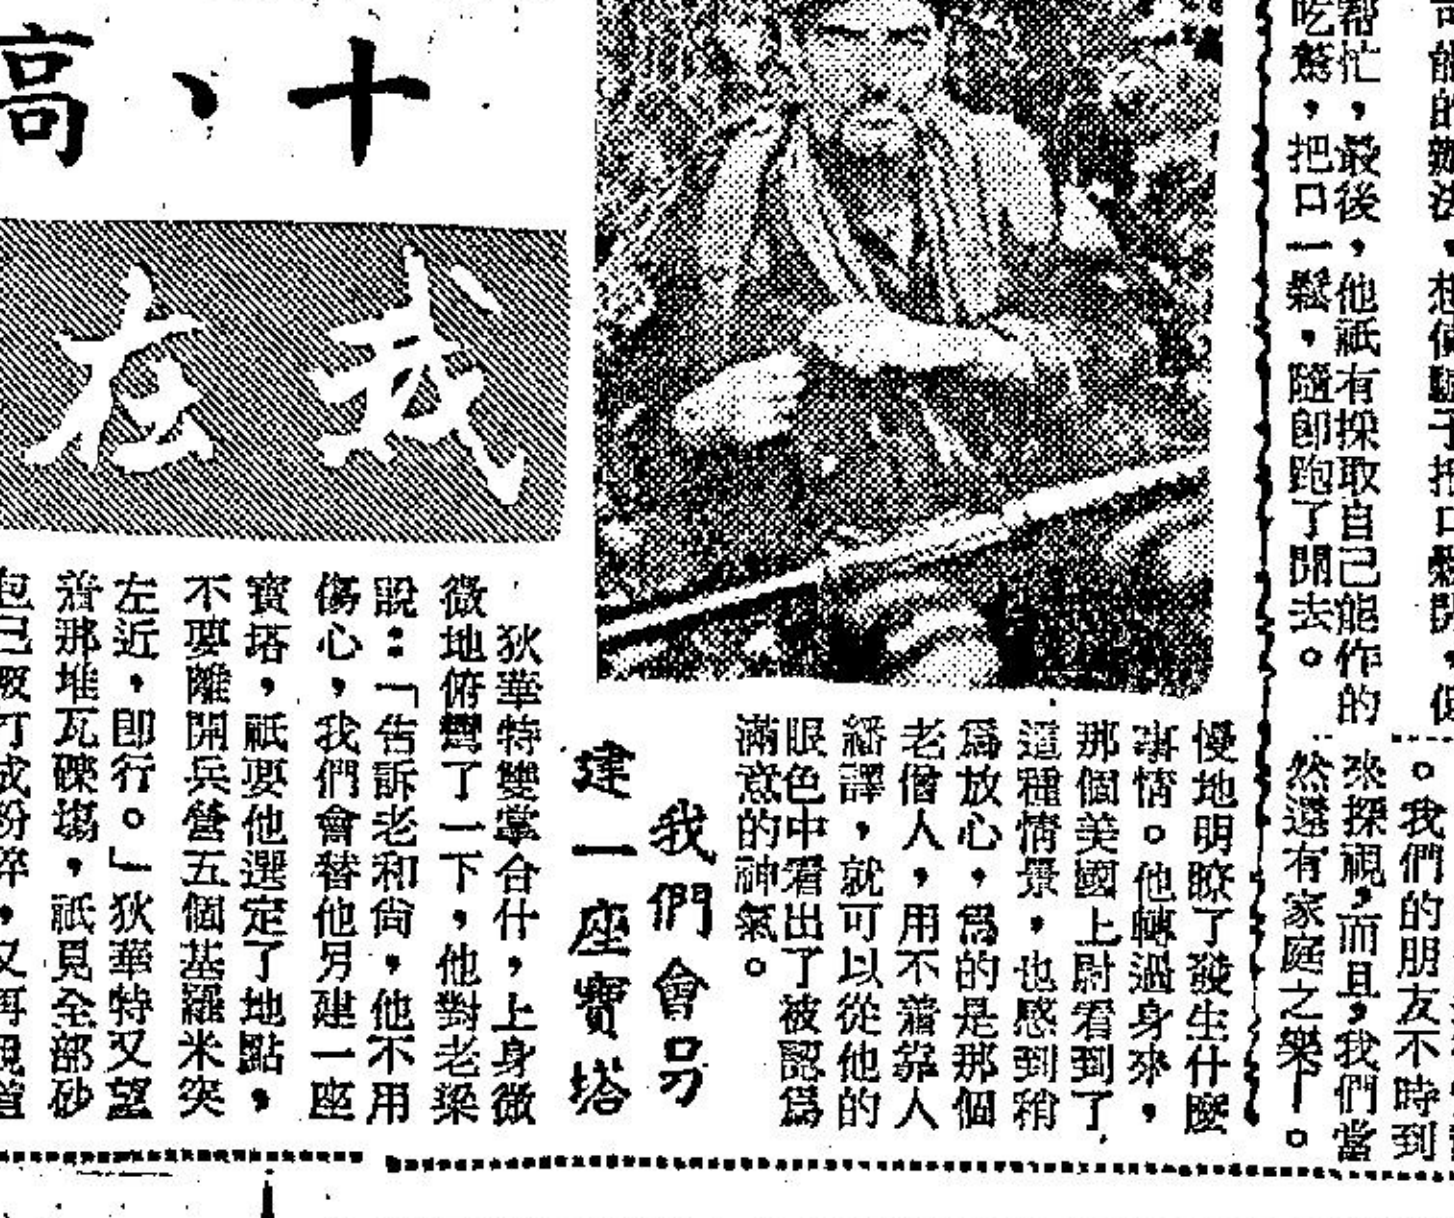 十、高
我在
幫忙，最後，他祇有採取自己能作的
吃驚，把口一鬆，隨卽跑了開去。
。我們的朋友不時到
來探視，而且，我們當
然還有家庭之樂—。
慢地明瞭了發生什麼
事情。他轉過身來，
那個美國上尉看到了
這種情景，也感到稍
爲放心，爲的是那個
老僧人，用不着靠人
繙譯，就可以從他的
眼色中看出了被認爲
滿意的神氣。
我們會另
建一座寶塔
狄華特雙掌合什，上身微
微地俯彎了一下，他對老梁
說：「告訴老和尙，他不用
傷心，我們會替他另建一座
寶塔，祇要他選定了地點，
不要離開兵營五個基羅米突
左近，卽行。」狄華特又望
着那堆瓦礫塲，祇見全部砂